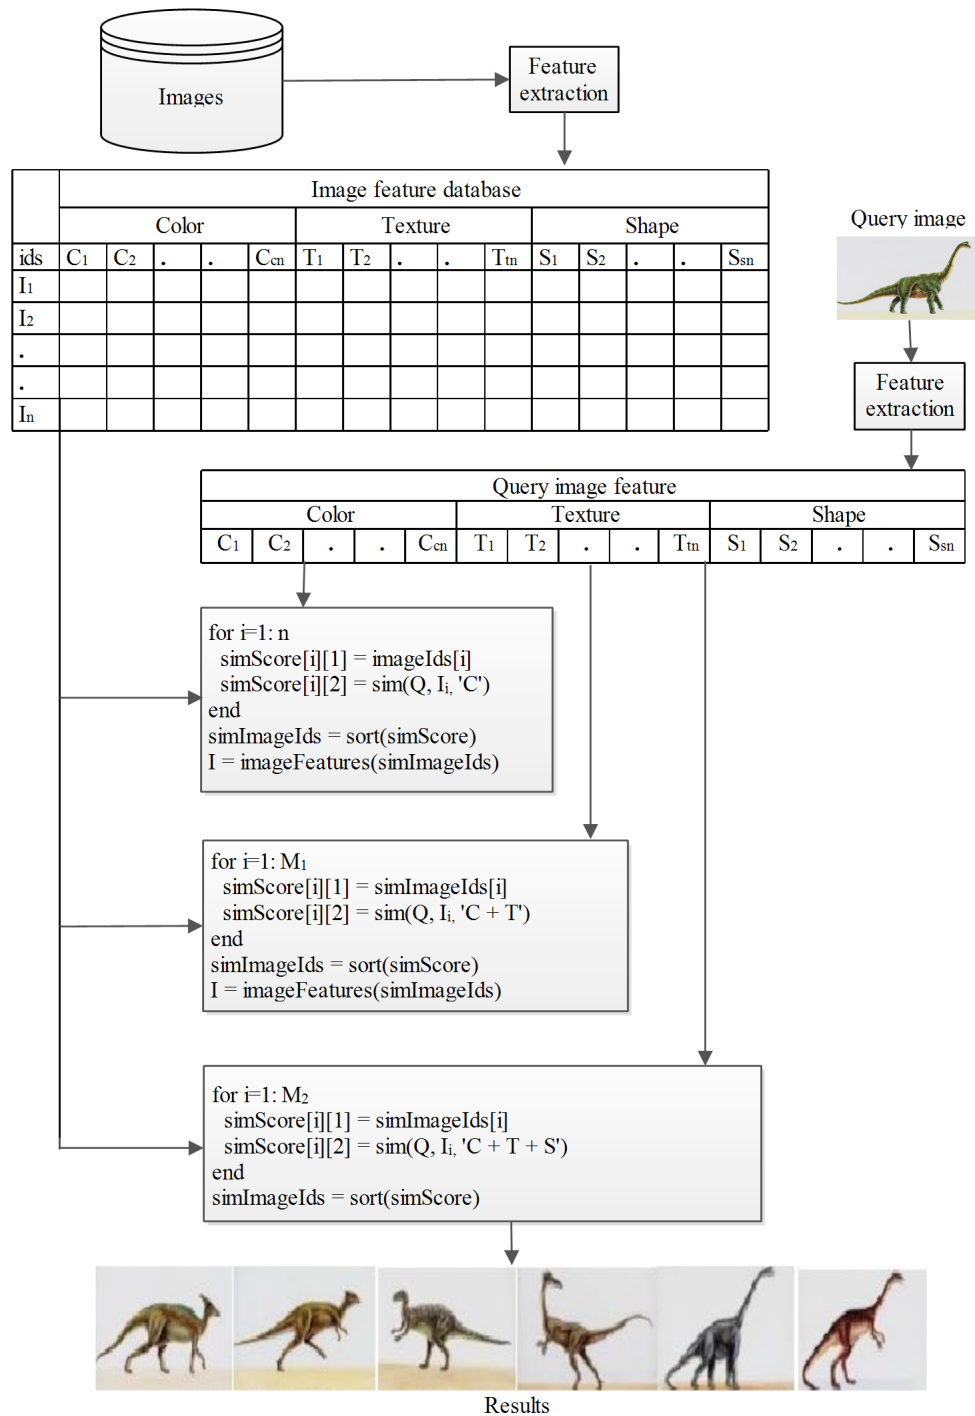 Images
Feature
extraction
Image feature database
Color Texture Shape
ids C1 C2 . . Ccn T1 T2 . . Ttn S1 S2 . . Ssn
I1
I2
.
.
In
Query image
Feature
extraction
Query image feature
Color Texture Shape
C1 C2 . . Ccn T1 T2 . . Ttn S1 S2 . . Ssn
for i=1: n
simScore[i][1] = imageIds[i]
simScore[i][2] = sim(Q, Ii, 'C')
end
simImageIds = sort(simScore)
I = imageFeatures(simImageIds)
for i=1: M1
simScore[i][1] = simImageIds[i]
simScore[i][2] = sim(Q, Ii, 'C + T')
end
simImageIds = sort(simScore)
I = imageFeatures(simImageIds)
for i=1: M2
simScore[i][1] = simImageIds[i]
simScore[i][2] = sim(Q, Ii, 'C + T + S')
end
simImageIds = sort(simScore)
Results